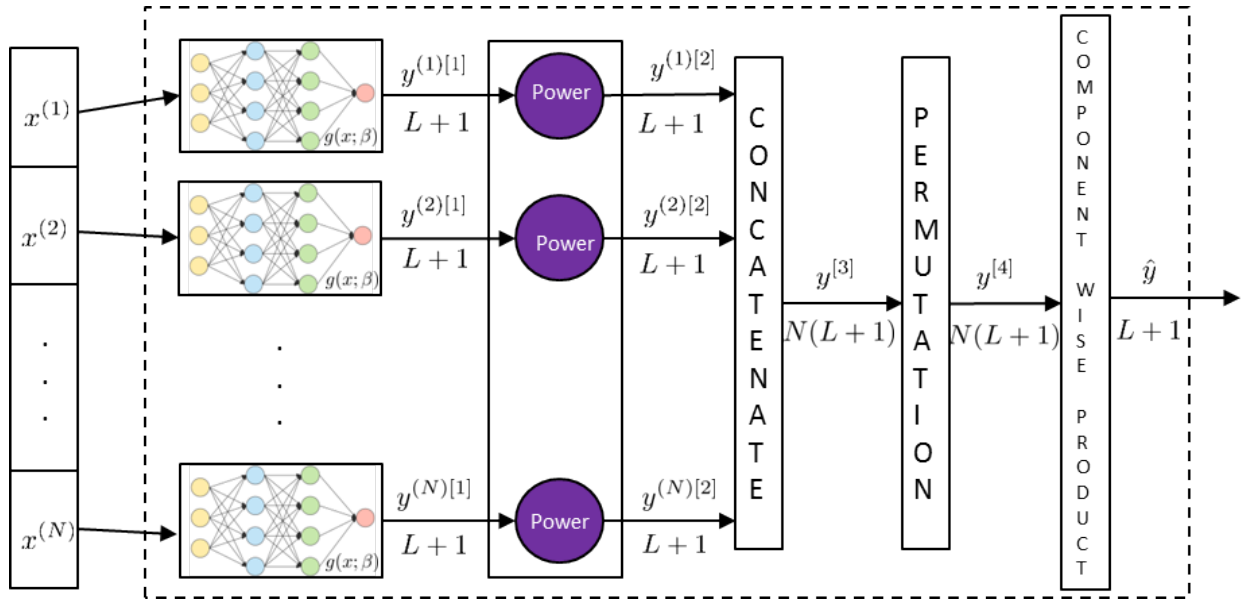 x^{(1)}
x^{(2)}
.
.
.
x^{(N)}
g(x; β)
g(x; β)
.
.
.
g(x; β)
y^{(1)[1]}
L + 1
y^{(2)[1]}
L + 1
y^{(N)[1]}
L + 1
Power
Power
Power
y^{(1)[2]}
L + 1
y^{(2)[2]}
L + 1
y^{(N)[2]}
L + 1
CONCATENATE
y^{[3]}
N(L + 1)
PERMUTATION
y^{[4]}
N(L + 1)
COMPONENT WISE PRODUCT
ŷ
L + 1